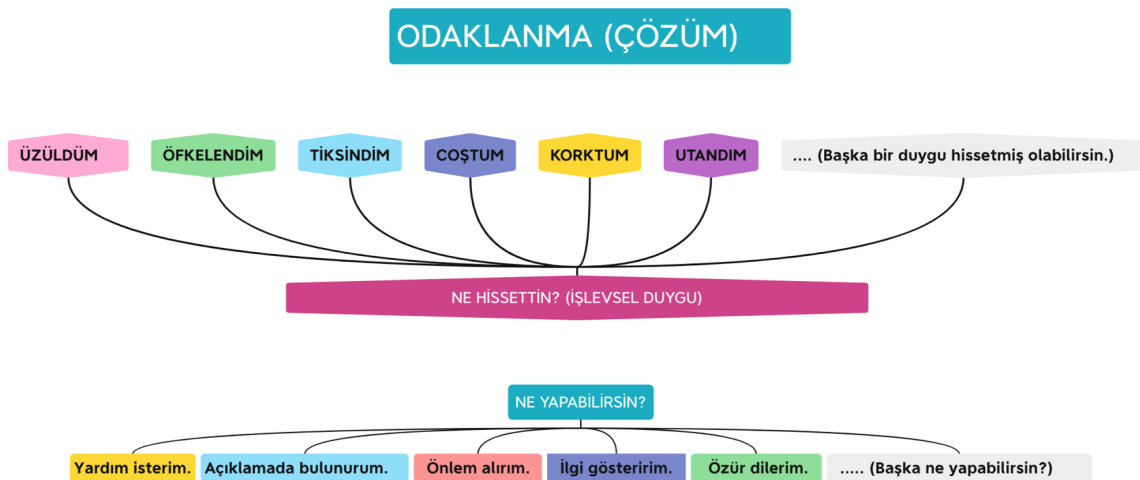 ODAKLANMA (ÇÖZÜM)
ÜZÜLDÜM
ÖFKELENDİM
TİKSİNDİM
COŞTUM
KORKTUM
UTANDIM
.... (Başka bir duygu hissetmiş olabilirsin.)
NE HİSSETTİN? (İŞLEVSEL DUYGU)
NE YAPABİLİRSİN?
Yardım isterim.
Açıklamada bulunurum.
Önlem alırım.
İlgi gösteririm.
Özür dilerim.
..... (Başka ne yapabilirsin?)